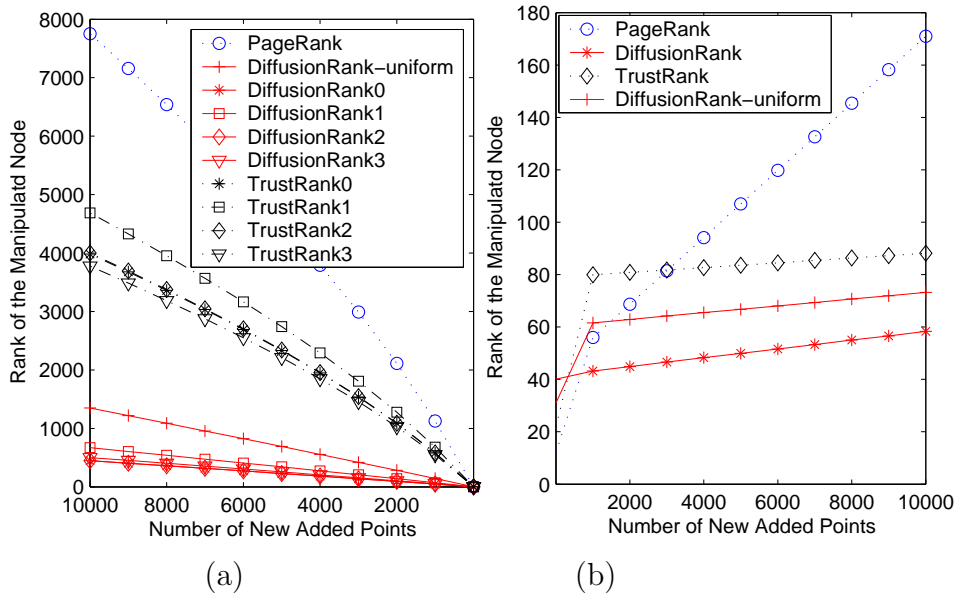 8000
7000
6000
5000
4000
3000
2000
1000
0
10000 8000 6000 4000 2000
Rank of the Manipulatd Node
Number of New Added Points
PageRank
DiffusionRank−uniform
DiffusionRank0
DiffusionRank1
DiffusionRank2
DiffusionRank3
TrustRank0
TrustRank1
TrustRank2
TrustRank3
(a)
180
160
140
120
100
80
60
40
20
0
2000 4000 6000 8000 10000
Rank of the Manipulatd Node
Number of New Added Points
PageRank
DiffusionRank
TrustRank
DiffusionRank−uniform
(b)